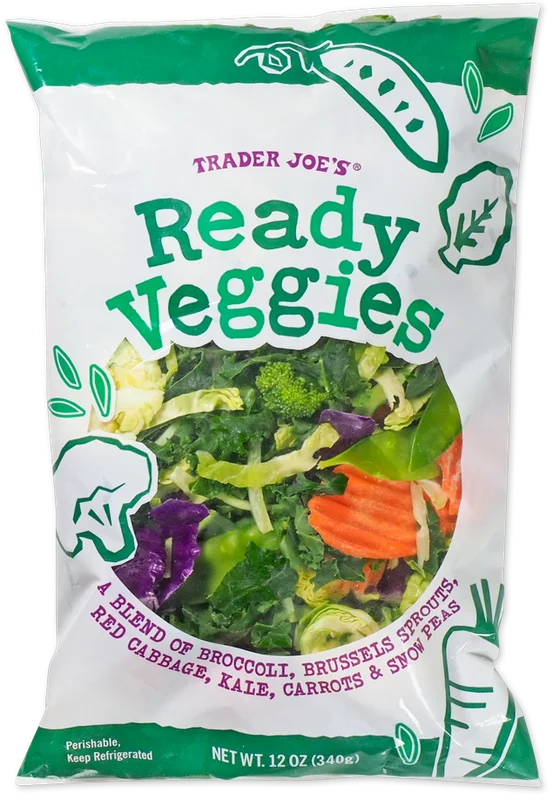 TRADER JOE'S®
Ready
Veggies
A BLEND OF BROCCOLI, BRUSSELS SPROUTS,
RED CABBAGE, KALE, CARROTS & SNOW PEAS
Perishable,
Keep Refrigerated
NET WT. 12 OZ (340g)